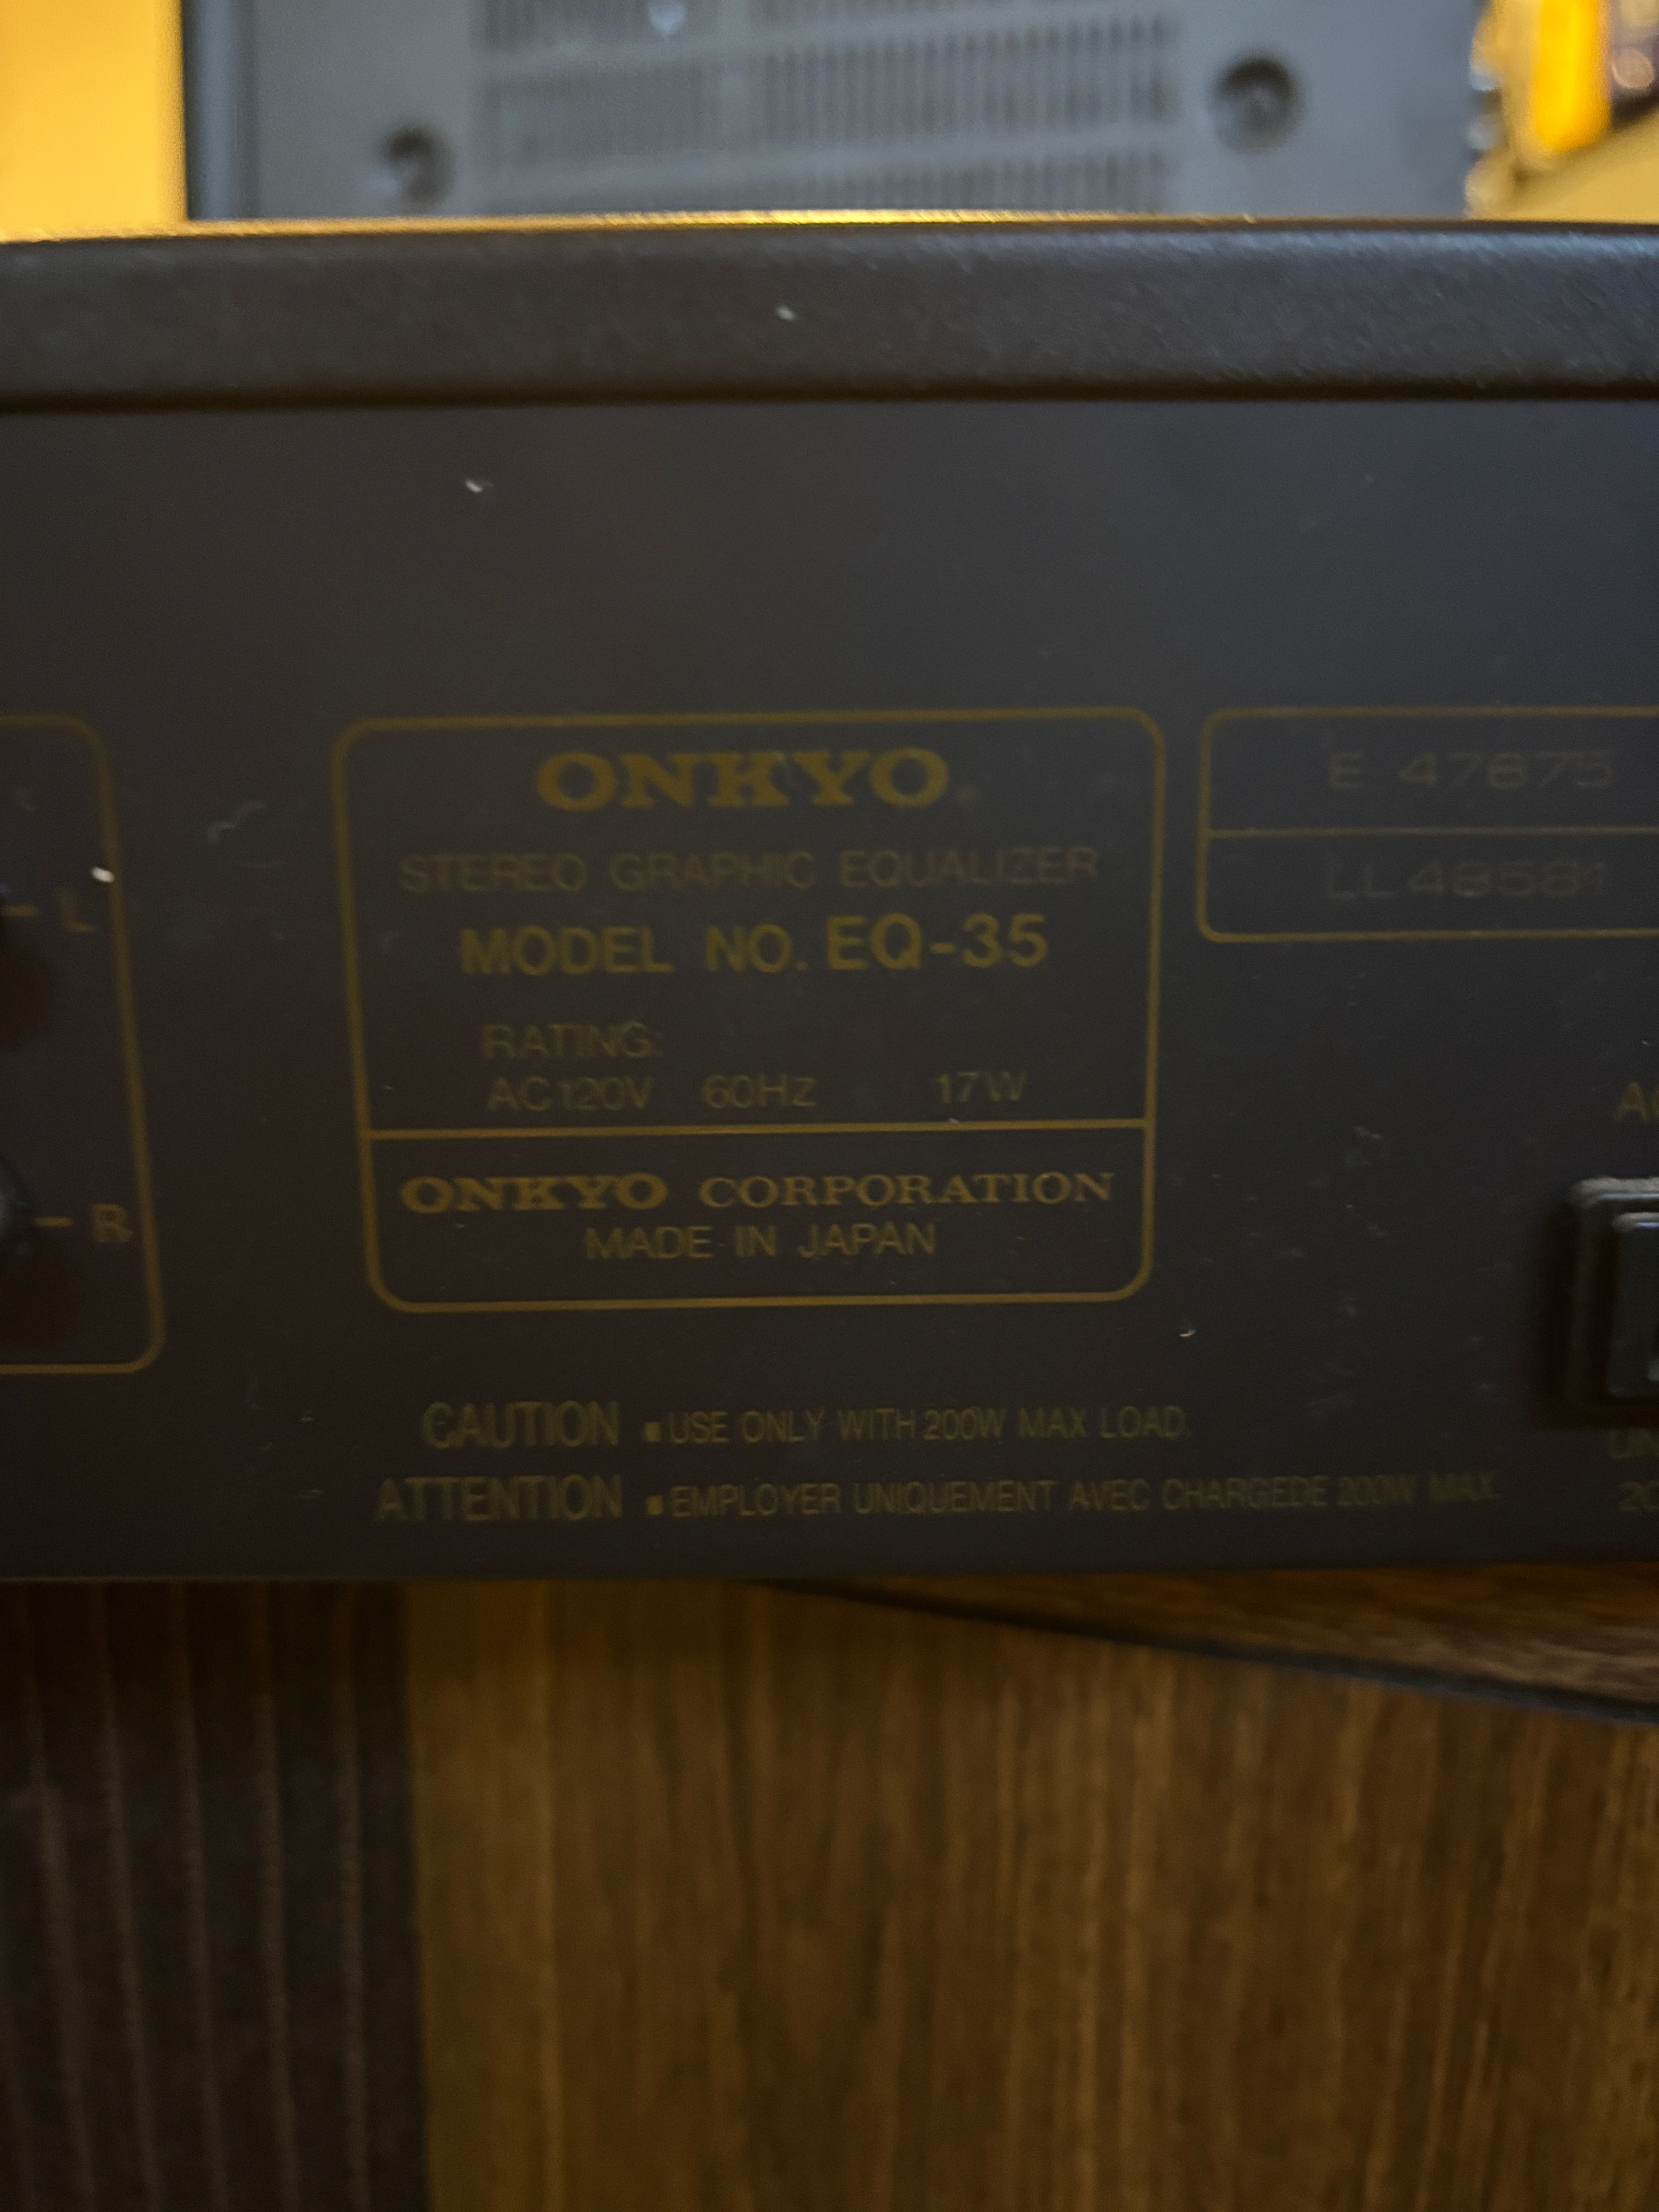 ONKYO
STEREO GRAPHIC EQUALIZER
MODEL NO. EQ-35
RATING:
AC120V 60Hz 17W
ONKYO CORPORATION
MADE IN JAPAN
E 47875
LL48581
L
R
CAUTION ▪ USE ONLY WITH 200W MAX LOAD.
ATTENTION ▪ EMPLOYER UNIQUEMENT AVEC CHARGEDE 200W MAX.